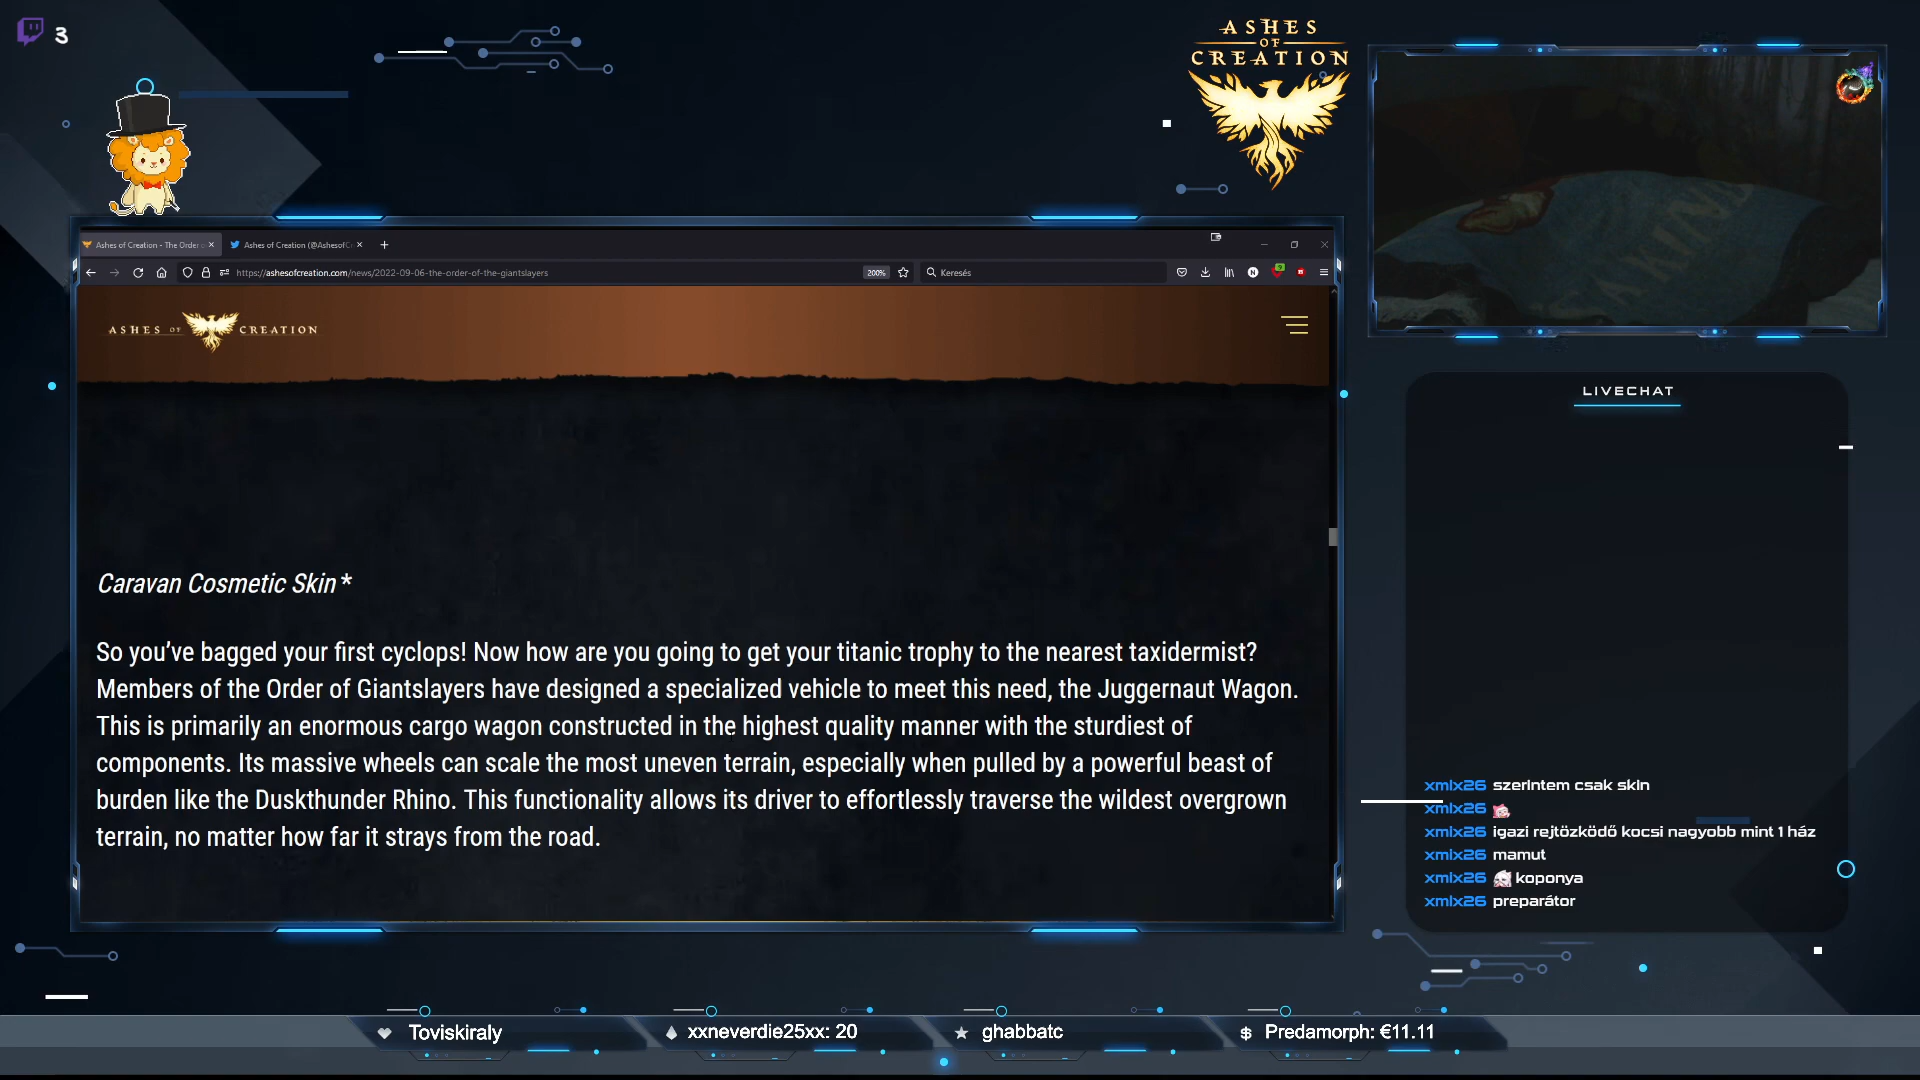 3
ASHES
OF
CREATION
Ashes of Creation - The Order o
Ashes of Creation (@AshesofC
https://ashesofcreation.com/news/2022-09-06-the-order-of-the-giantslayers
200%
Keresés
ASHES OF CREATION
Caravan Cosmetic Skin *
So you’ve bagged your first cyclops! Now how are you going to get your titanic trophy to the nearest taxidermist?
Members of the Order of Giantslayers have designed a specialized vehicle to meet this need, the Juggernaut Wagon.
This is primarily an enormous cargo wagon constructed in the highest quality manner with the sturdiest of
components. Its massive wheels can scale the most uneven terrain, especially when pulled by a powerful beast of
burden like the Duskthunder Rhino. This functionality allows its driver to effortlessly traverse the wildest overgrown
terrain, no matter how far it strays from the road.
LIVECHAT
xmix26 szerintem csak skin
xmix26
xmix26 igazi rejtözködő kocsi nagyobb mint 1 ház
xmix26 mamut
xmix26 koponya
xmix26 preparátor
Toviskiraly
xxneverdie25xx: 20
ghabbatc
Predamorph: €11.11